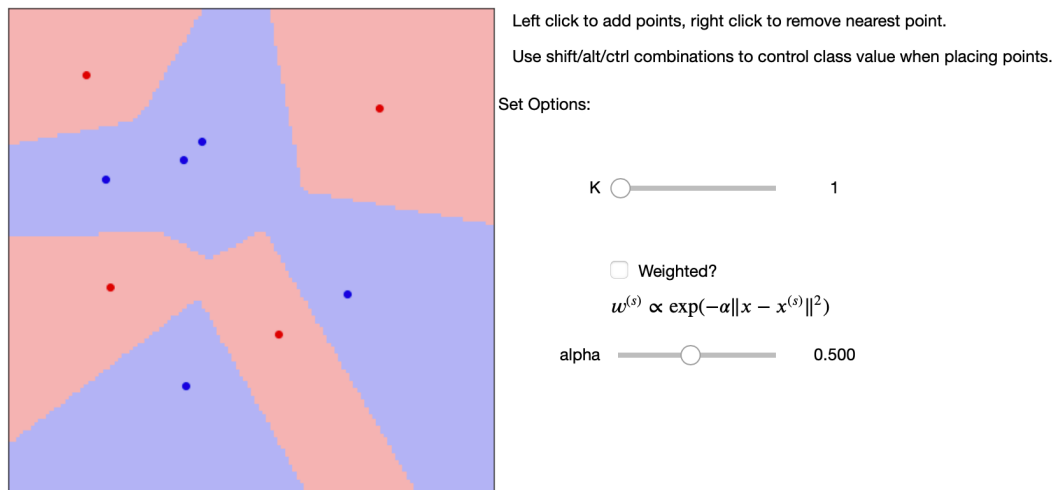 Left click to add points, right click to remove nearest point.
Use shift/alt/ctrl combinations to control class value when placing points.
Set Options:
K 1
Weighted?
w⁽ˢ⁾ ∝ exp(−α‖x − x⁽ˢ⁾‖²)
alpha 0.500